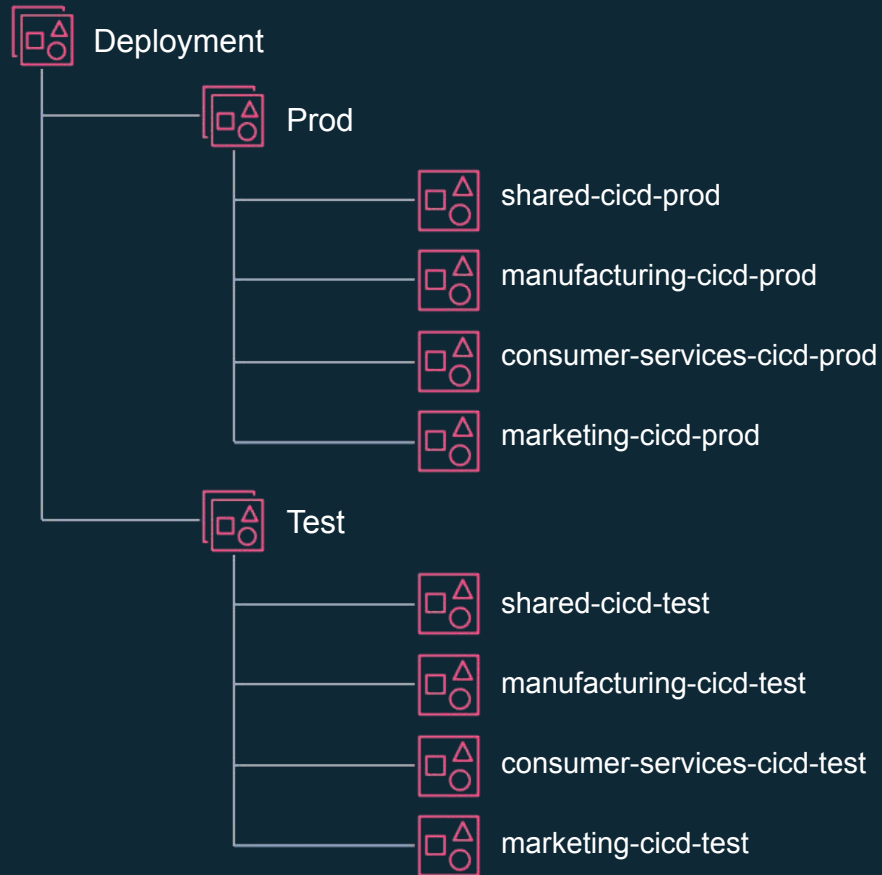 Deployment
Prod
shared-cicd-prod
manufacturing-cicd-prod
consumer-services-cicd-prod
marketing-cicd-prod
Test
shared-cicd-test
manufacturing-cicd-test
consumer-services-cicd-test
marketing-cicd-test